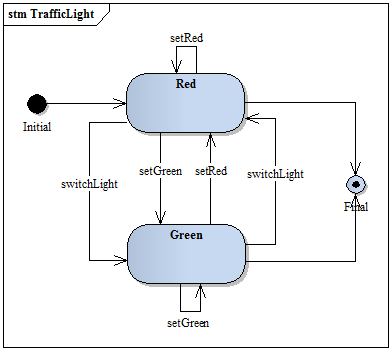 stm TrafficLight
setRed
Red
Initial
setGreen
setRed
switchLight
switchLight
Final
Green
setGreen